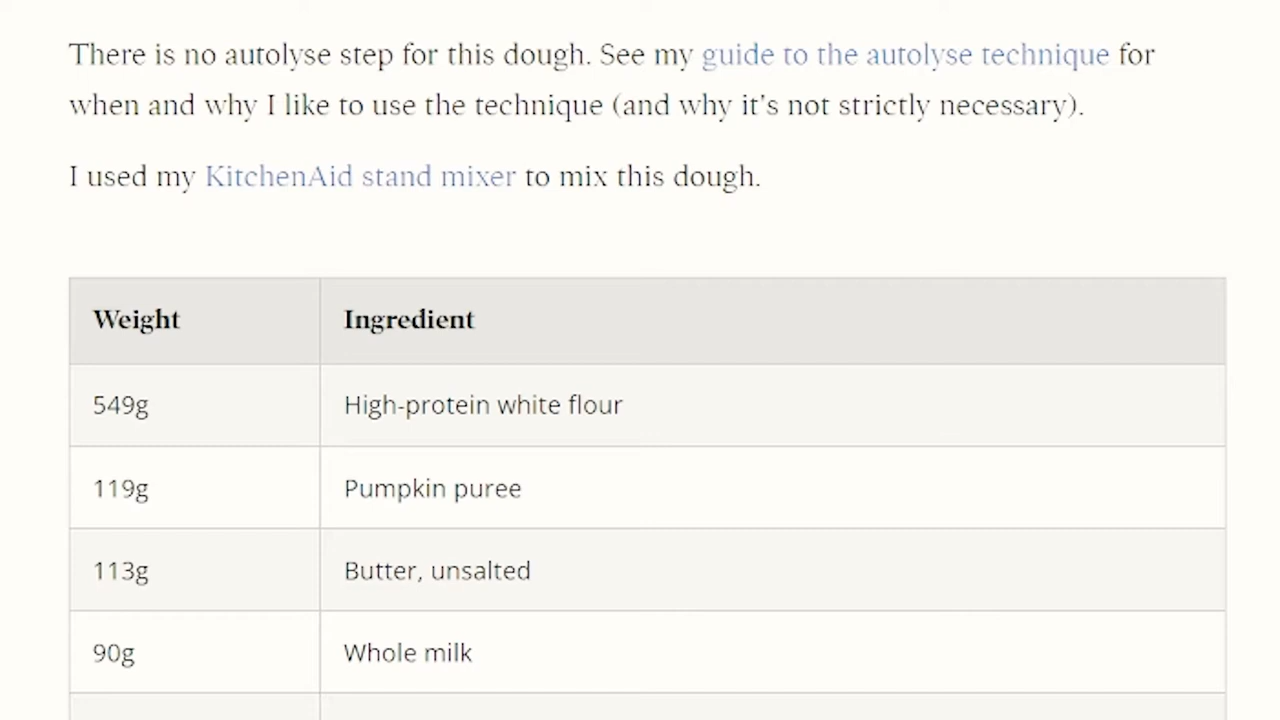 There is no autolyse step for this dough. See my guide to the autolyse technique for
when and why I like to use the technique (and why it's not strictly necessary).
I used my KitchenAid stand mixer to mix this dough.
Weight Ingredient
549g High-protein white flour
119g Pumpkin puree
113g Butter, unsalted
90g Whole milk